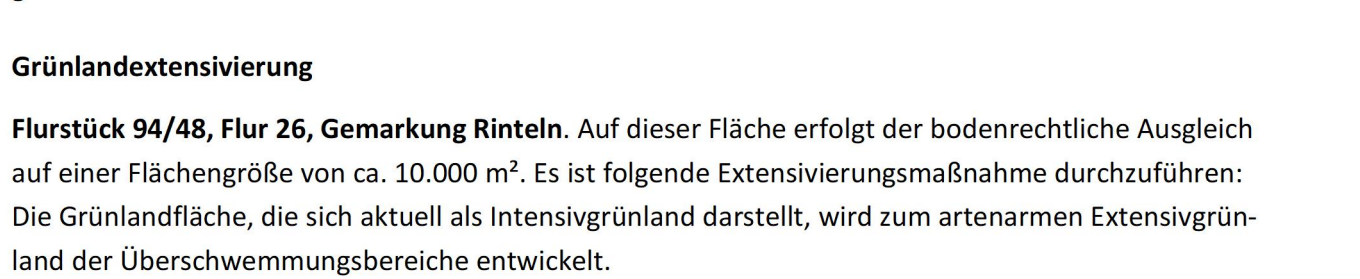 Grünlandextensivierung
Flurstück 94/48, Flur 26, Gemarkung Rinteln. Auf dieser Fläche erfolgt der bodenrechtliche Ausgleich
auf einer Flächengröße von ca. 10.000 m². Es ist folgende Extensivierungsmaßnahme durchzuführen:
Die Grünlandfläche, die sich aktuell als Intensivgrünland darstellt, wird zum artenarmen Extensivgrün-
land der Überschwemmungsbereiche entwickelt.